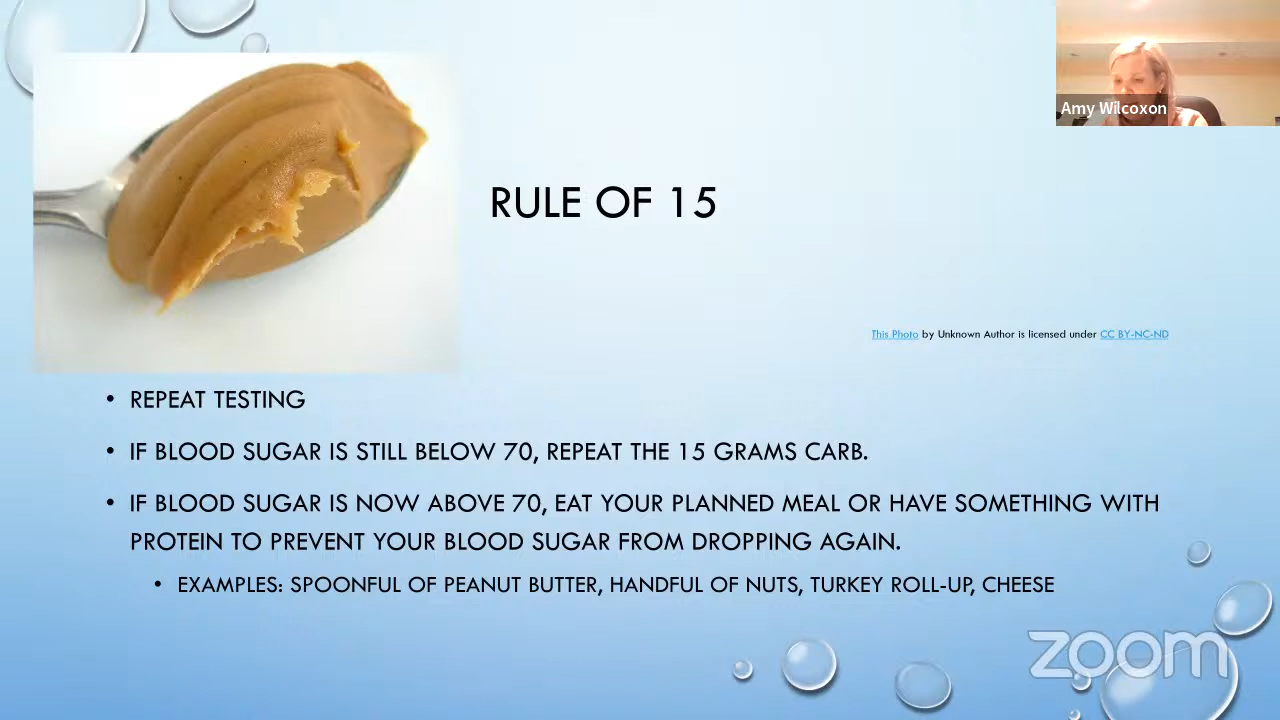 Amy Wilcoxon
RULE OF 15
This Photo by Unknown Author is licensed under CC BY-NC-ND
• REPEAT TESTING
• IF BLOOD SUGAR IS STILL BELOW 70, REPEAT THE 15 GRAMS CARB.
• IF BLOOD SUGAR IS NOW ABOVE 70, EAT YOUR PLANNED MEAL OR HAVE SOMETHING WITH
PROTEIN TO PREVENT YOUR BLOOD SUGAR FROM DROPPING AGAIN.
• EXAMPLES: SPOONFUL OF PEANUT BUTTER, HANDFUL OF NUTS, TURKEY ROLL-UP, CHEESE
zoom